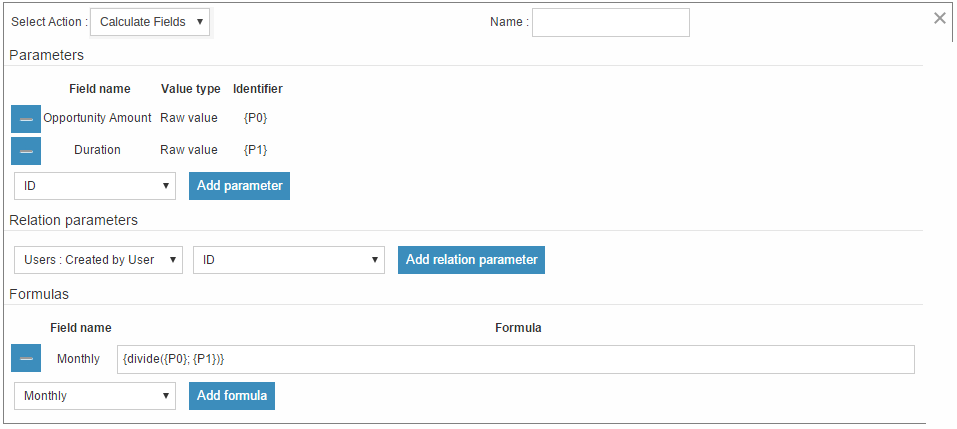 Select Action : Calculate Fields Name :
Parameters
Field name Value type Identifier
Opportunity Amount Raw value {P0}
Duration Raw value {P1}
ID Add parameter
Relation parameters
Users : Created by User ID Add relation parameter
Formulas
Field name Formula
Monthly {divide({P0}; {P1})}
Monthly Add formula